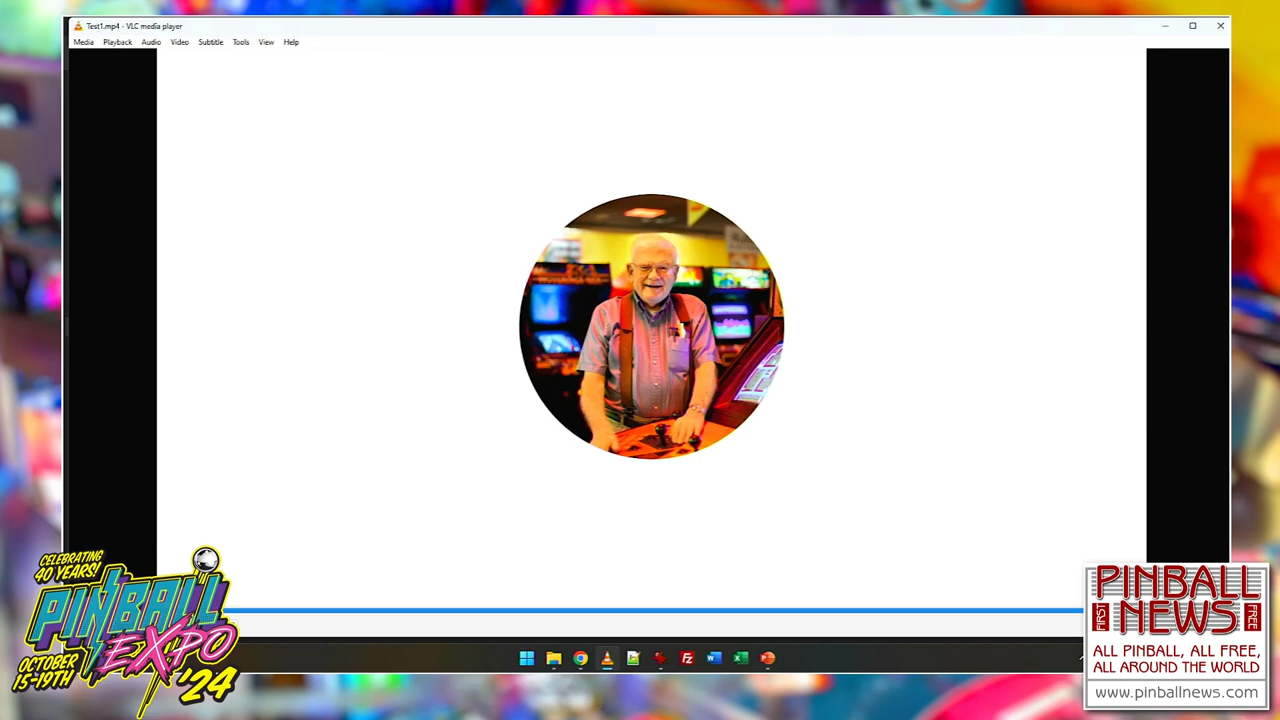 Test1.mp4 - VLC media player
Media Playback Audio Video Subtitle Tools View Help
CELEBRATING
40 YEARS!
PINBALL
EXPO
OCTOBER
15-19TH
'24
PINBALL
FIRST NEWS FREE
ALL PINBALL, ALL FREE,
ALL AROUND THE WORLD
www.pinballnews.com